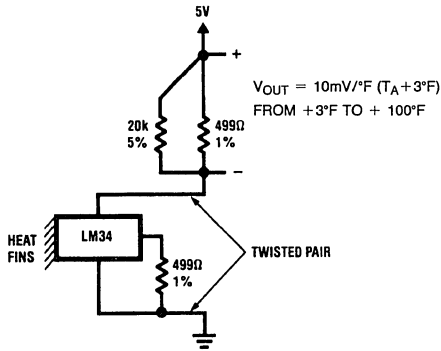 5V
+
VOUT = 10mV/°F (TA+3°F)
FROM +3°F TO + 100°F
20k
5%
499Ω
1%
−
HEAT
FINS
LM34
499Ω
1%
TWISTED PAIR